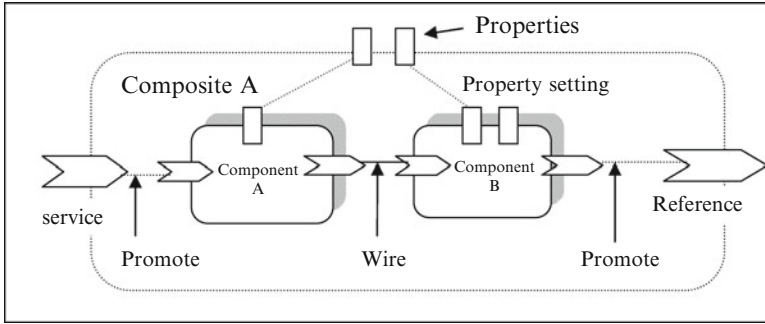 Properties
Composite A
Property setting
Component
A
Component
B
service
Reference
Promote
Wire
Promote